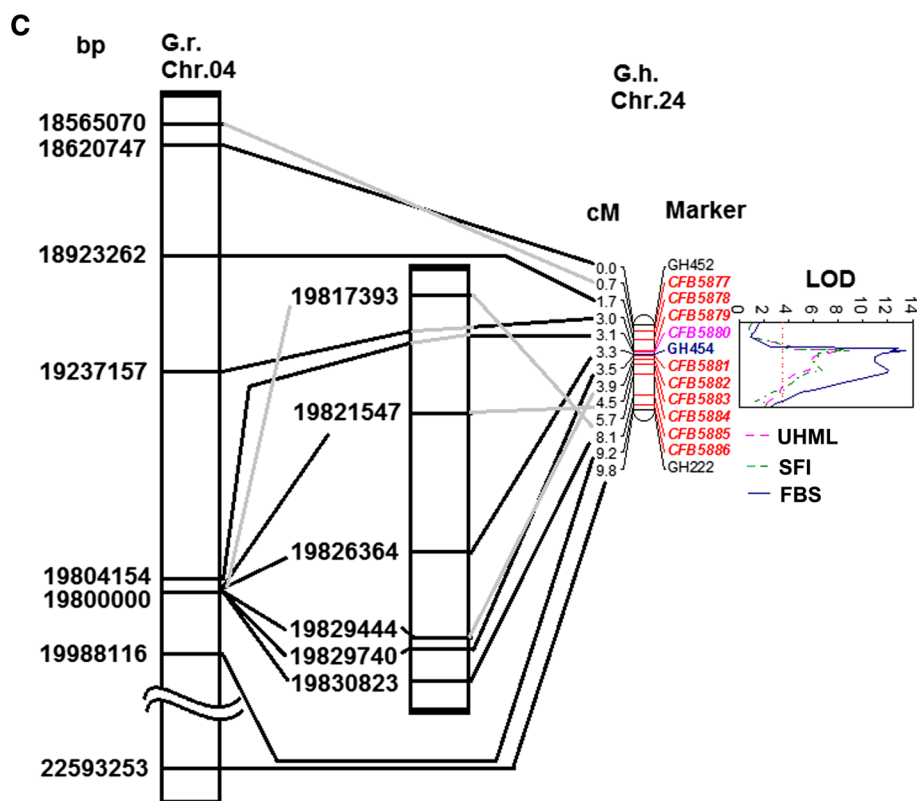 C
bp
G.r.
Chr.04
G.h.
Chr.24
18565070
18620747
18923262
19237157
19804154
19800000
19988116
22593253
19817393
19821547
19826364
19829444
19829740
19830823
cM
Marker
0.0 GH452
0.7 CFB5877
1.7 CFB5878
3.0 CFB5879
3.1 CFB5880
3.3 GH454
3.5 CFB5881
3.9 CFB5882
4.5 CFB5883
5.7 CFB5884
8.1 CFB5885
9.2 CFB5886
9.8 GH222
LOD
0 2 4 6 8 10 12 14
UHML
SFI
FBS